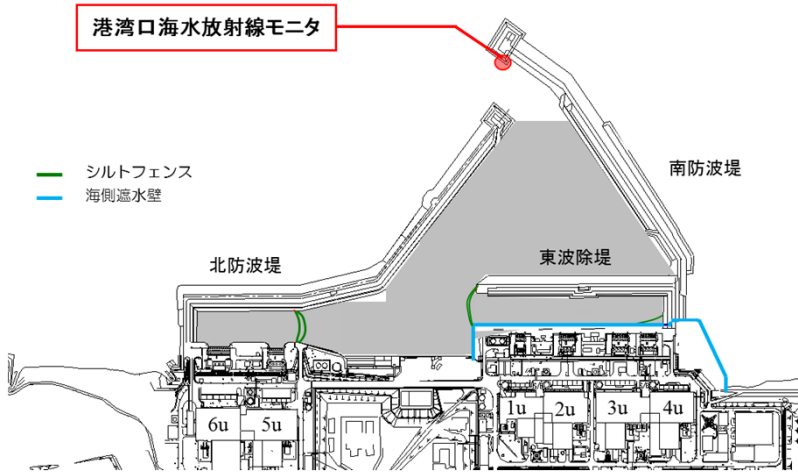 港湾口海水放射線モニタ
シルトフェンス
海側遮水壁
南防波堤
東波除堤
北防波堤
6u
5u
1u
2u
3u
4u